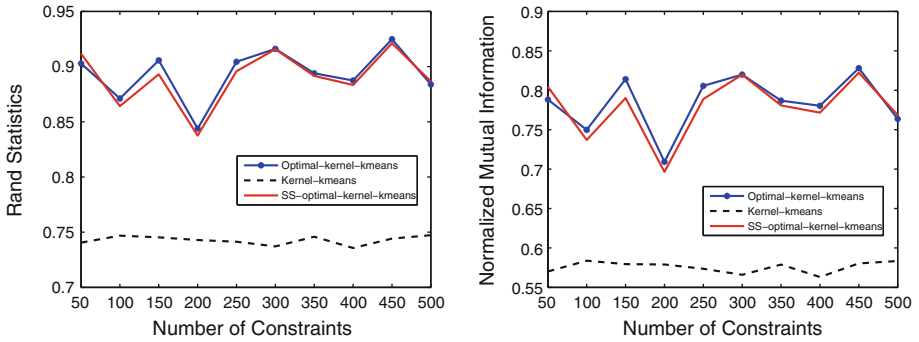 0.95
0.9
0.85
0.8
0.75
0.7
Rand Statistics
Optimal-kernel-kmeans
Kernel-kmeans
SS-optimal-kernel-kmeans
50 100 150 200 250 300 350 400 450 500
Number of Constraints
0.9
0.85
0.8
0.75
0.7
0.65
0.6
0.55
Normalized Mutual Information
Optimal-kernel-kmeans
Kernel-kmeans
SS-optimal-kernel-kmeans
50 100 150 200 250 300 350 400 450 500
Number of Constraints